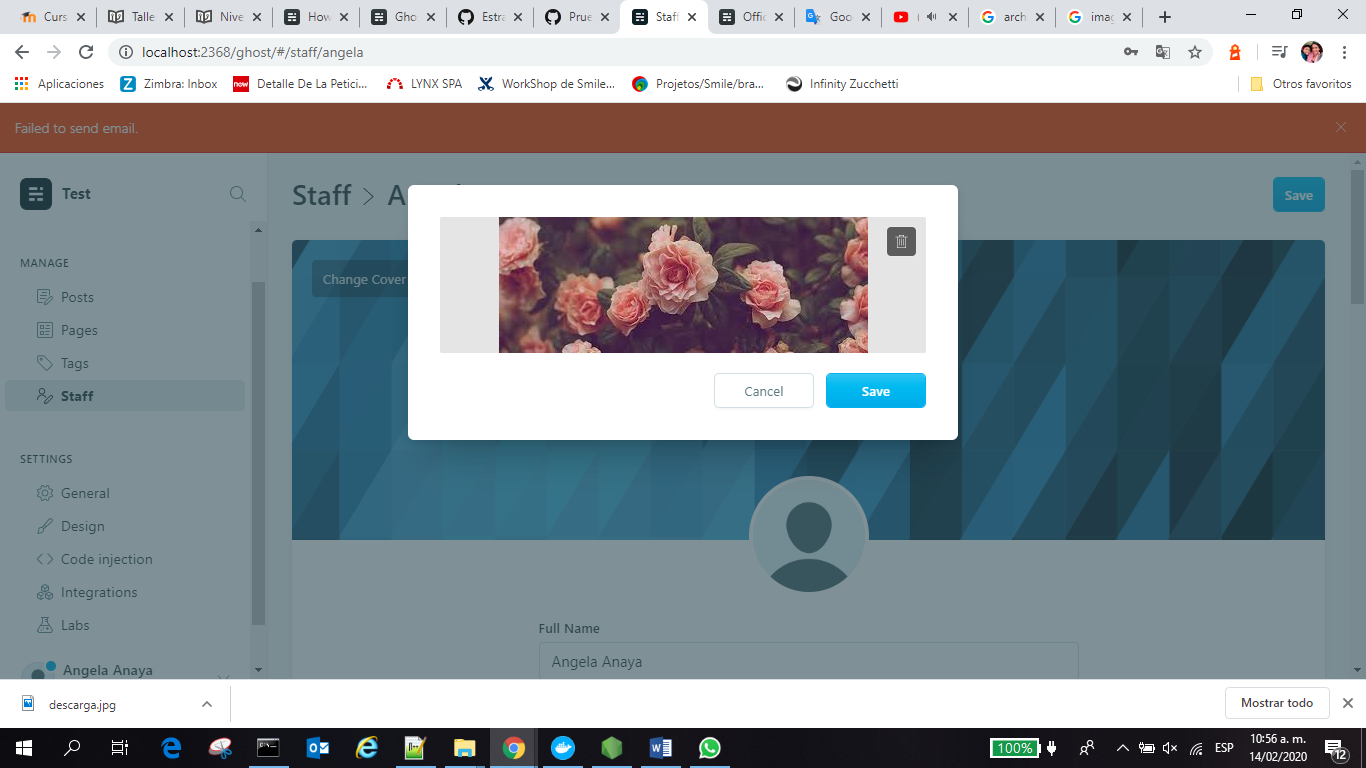 Curs
Talle
Nive
How
Gho
Estra
Prue
Staff
Offic
Goo
arch
imag
localhost:2368/ghost/#/staff/angela
Aplicaciones
Zimbra: Inbox
now
Detalle De La Petici...
LYNX SPA
WorkShop de Smile...
Projetos/Smile/bra...
Infinity Zucchetti
Otros favoritos
Failed to send email.
Test
Staff > A
Save
MANAGE
Posts
Pages
Tags
Staff
Change Cover
Cancel
Save
SETTINGS
General
Design
Code injection
Integrations
Labs
Full Name
Angela Anaya
Angela Anaya
descarga.jpg
Mostrar todo
100%
ESP
10:56 a. m.
14/02/2020
12